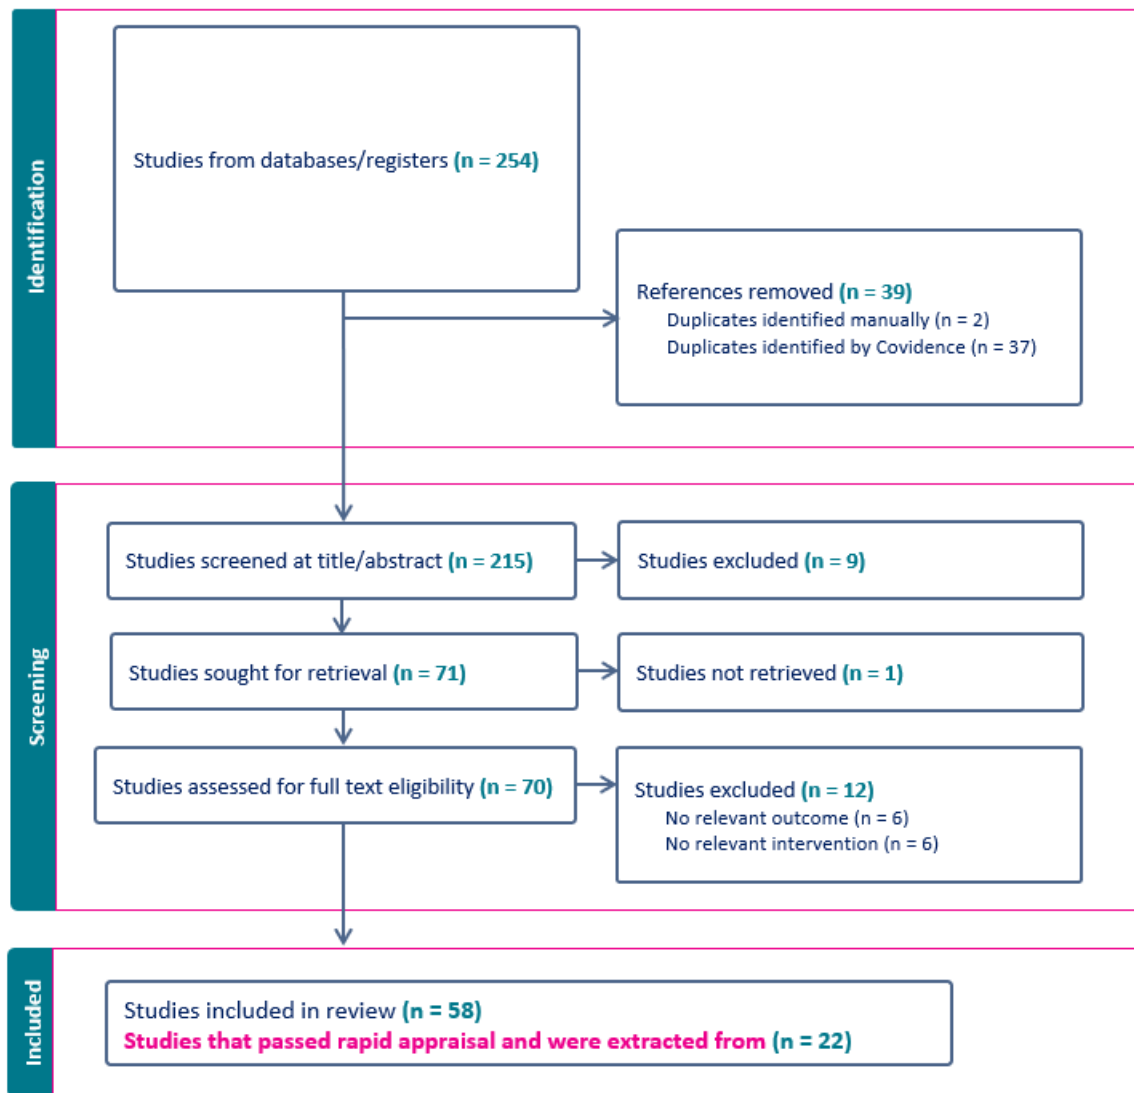 Identification
Studies from databases/registers (n = 254)
References removed (n = 39)
Duplicates identified manually (n = 2)
Duplicates identified by Covidence (n = 37)
Screening
Studies screened at title/abstract (n = 215)
Studies excluded (n = 9)
Studies sought for retrieval (n = 71)
Studies not retrieved (n = 1)
Studies assessed for full text eligibility (n = 70)
Studies excluded (n = 12)
No relevant outcome (n = 6)
No relevant intervention (n = 6)
Included
Studies included in review (n = 58)
Studies that passed rapid appraisal and were extracted from (n = 22)